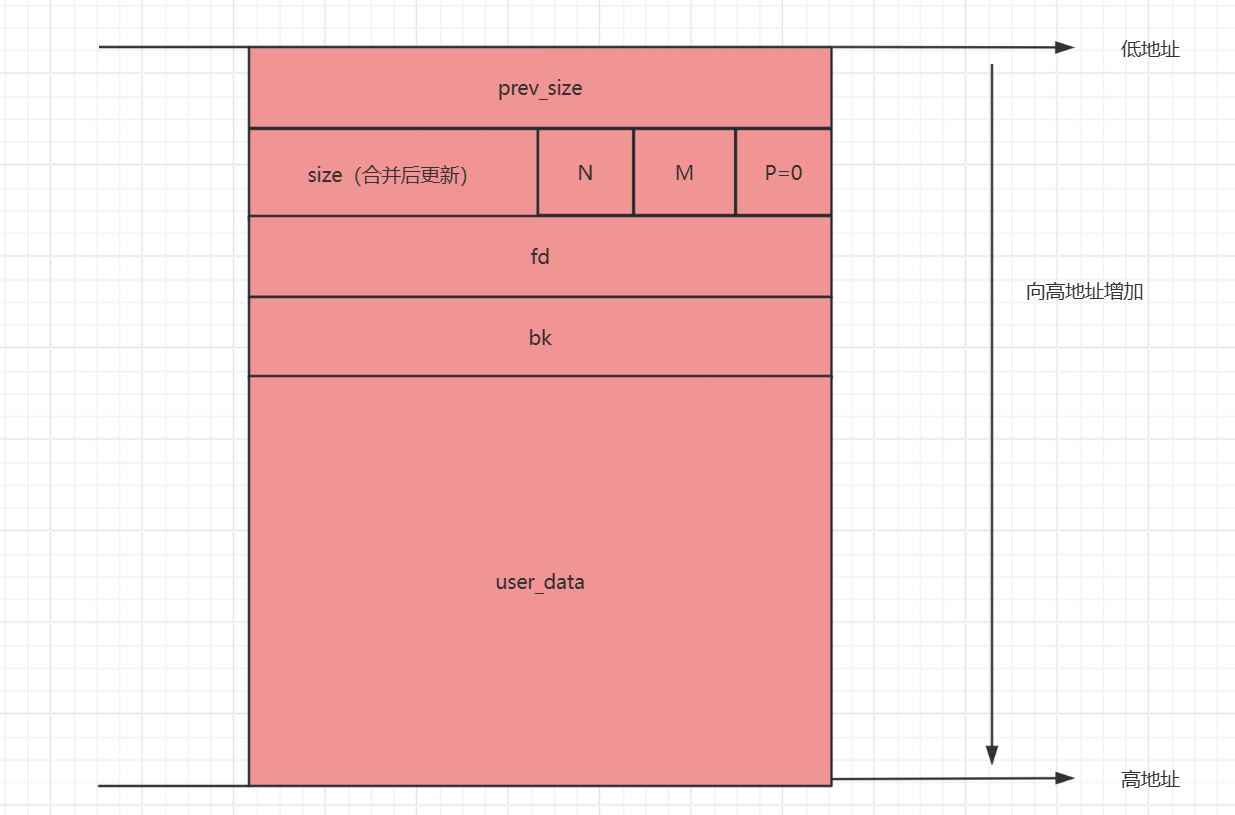 低地址
prev_size
size（合并后更新） N M P=0
fd
向高地址增加
bk
user_data
高地址